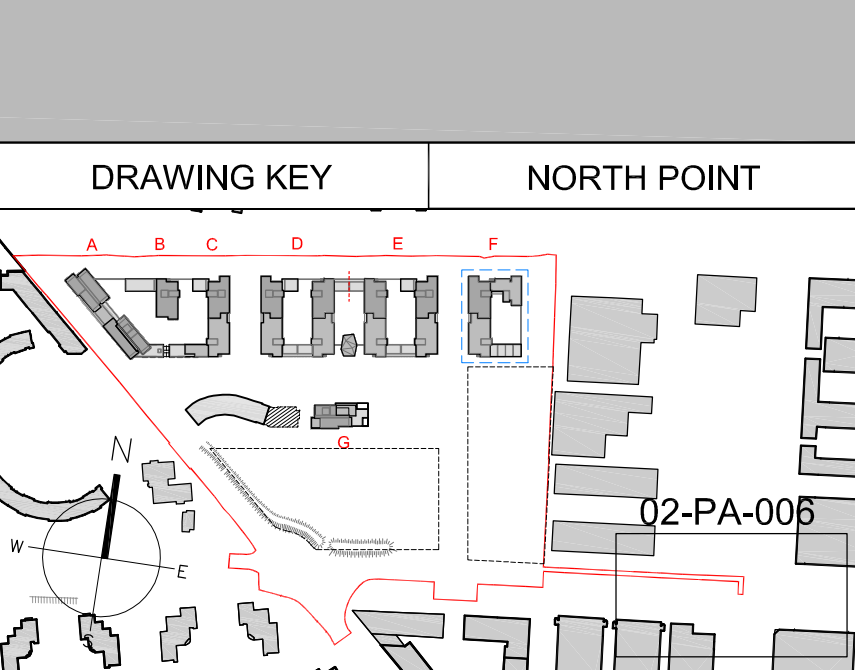 DRAWING KEY
NORTH POINT
A B C D E F
G
N
W
E
02-PA-006